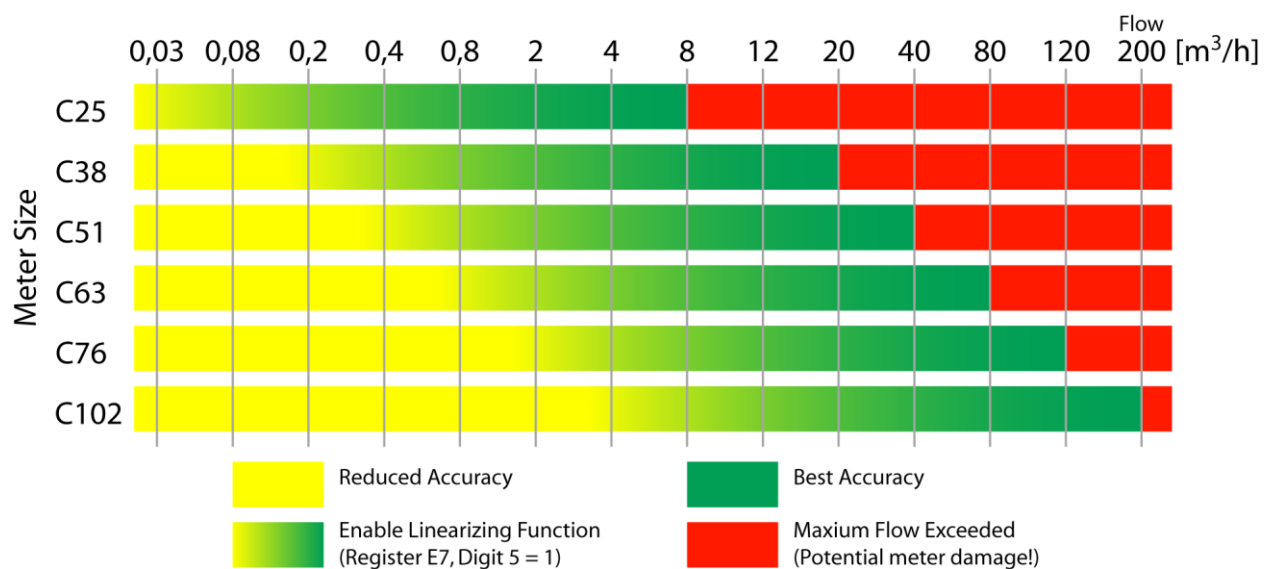 Flow
0,03 0,08 0,2 0,4 0,8 2 4 8 12 20 40 80 120 200 [m³/h]
Meter Size
C25
C38
C51
C63
C76
C102
Reduced Accuracy
Best Accuracy
Enable Linearizing Function
(Register E7, Digit 5 = 1)
Maxium Flow Exceeded
(Potential meter damage!)